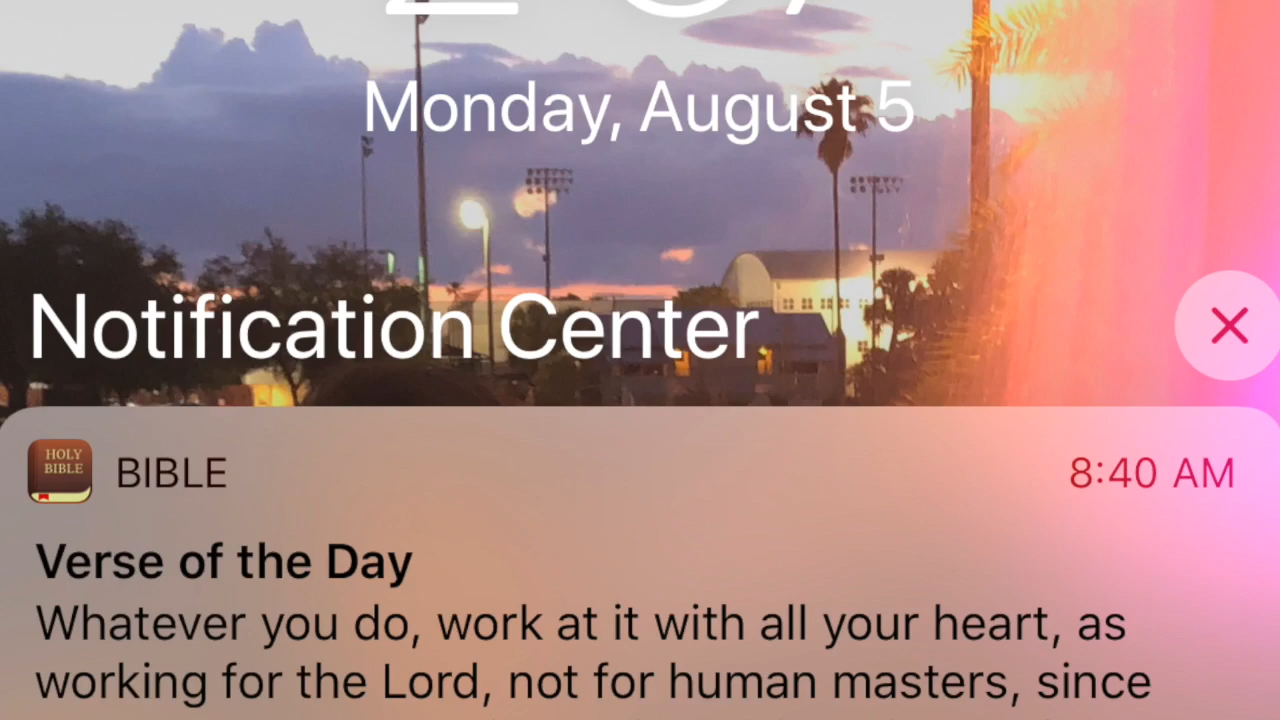 Monday, August 5
Notification Center
HOLY
BIBLE
BIBLE
8:40 AM
Verse of the Day
Whatever you do, work at it with all your heart, as
working for the Lord, not for human masters, since